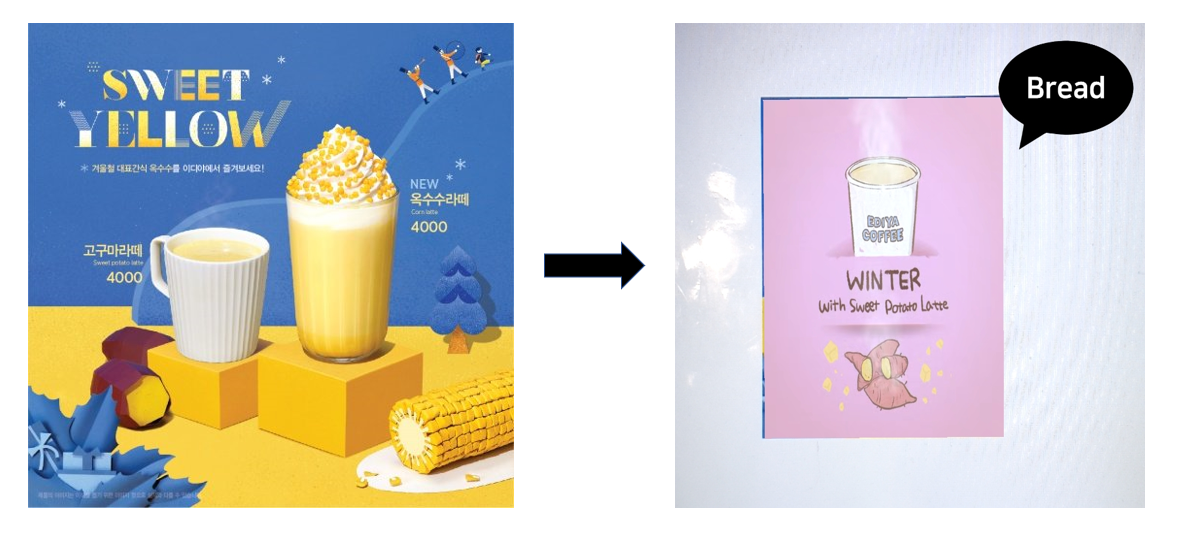 SWEET
YELLOW
겨울철 대표간식 옥수수를 이디야에서 즐겨보세요!
NEW
옥수수라떼
Corn latte
4000
고구마라떼
Sweet potato latte
4000
Bread
EDIYA
COFFEE
WINTER
With Sweet Potato Latte